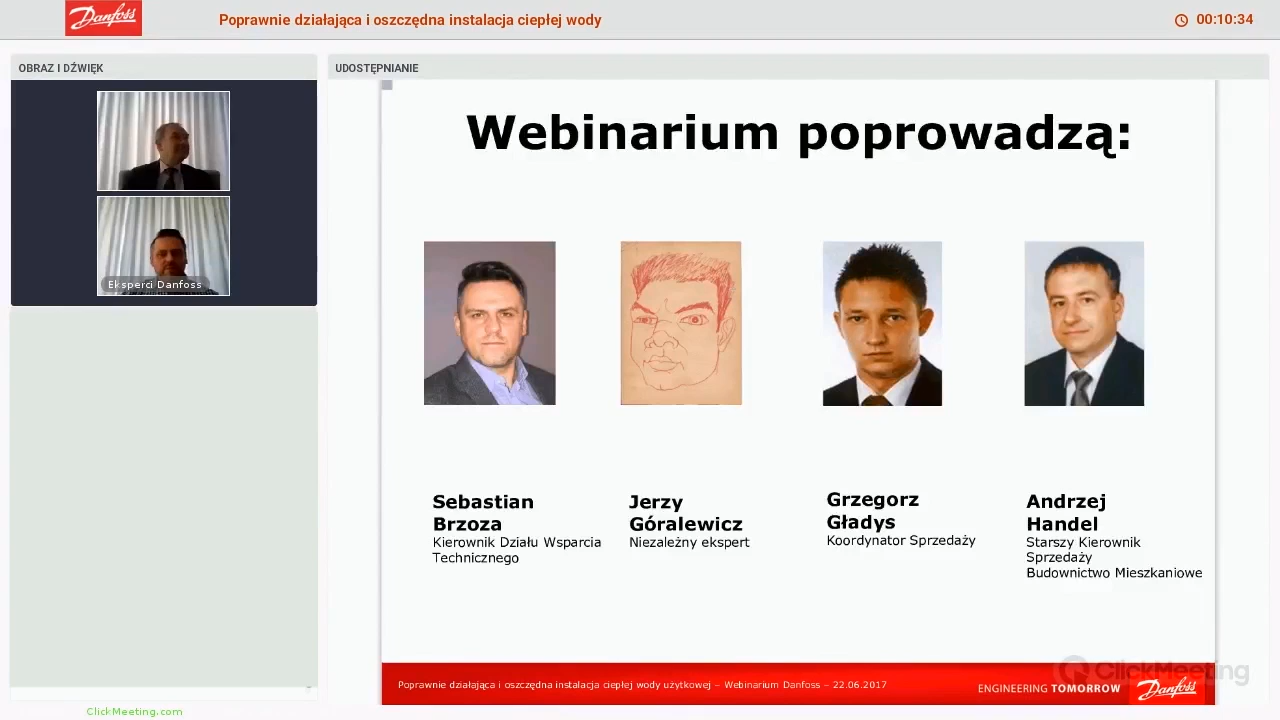 Danfoss
Poprawnie działająca i oszczędna instalacja ciepłej wody
00:10:34
OBRAZ I DŹWIĘK
UDOSTĘPNIANIE
Eksperci Danfoss
Webinarium poprowadzą:
Sebastian
Brzoza
Kierownik Działu Wsparcia
Technicznego
Jerzy
Góralewicz
Niezależny ekspert
Grzegorz
Gładys
Koordynator Sprzedaży
Andrzej
Handel
Starszy Kierownik
Sprzedaży
Budownictwo Mieszkaniowe
Poprawnie działająca i oszczędna instalacja ciepłej wody użytkowej – Webinarium Danfoss – 22.06.2017
ENGINEERING TOMORROW
Danfoss
ClickMeeting
ClickMeeting.com